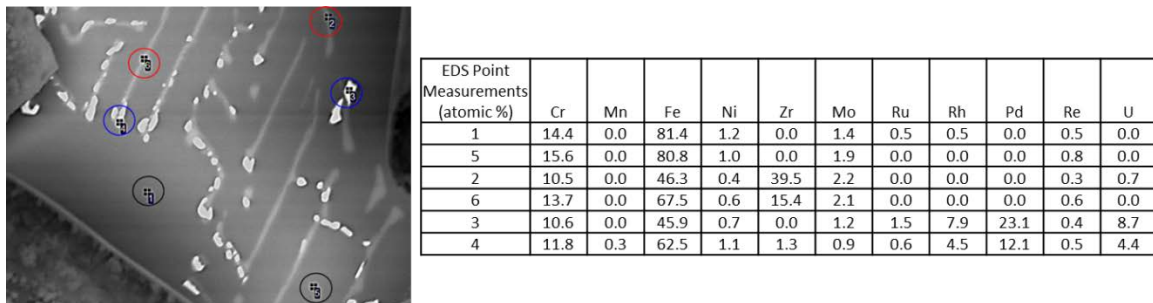 2
6
3
4
1
5
EDS Point Measurements (atomic %) Cr Mn Fe Ni Zr Mo Ru Rh Pd Re U
1 14.4 0.0 81.4 1.2 0.0 1.4 0.5 0.5 0.0 0.5 0.0
5 15.6 0.0 80.8 1.0 0.0 1.9 0.0 0.0 0.0 0.8 0.0
2 10.5 0.0 46.3 0.4 39.5 2.2 0.0 0.0 0.0 0.3 0.7
6 13.7 0.0 67.5 0.6 15.4 2.1 0.0 0.0 0.0 0.6 0.0
3 10.6 0.0 45.9 0.7 0.0 1.2 1.5 7.9 23.1 0.4 8.7
4 11.8 0.3 62.5 1.1 1.3 0.9 0.6 4.5 12.1 0.5 4.4